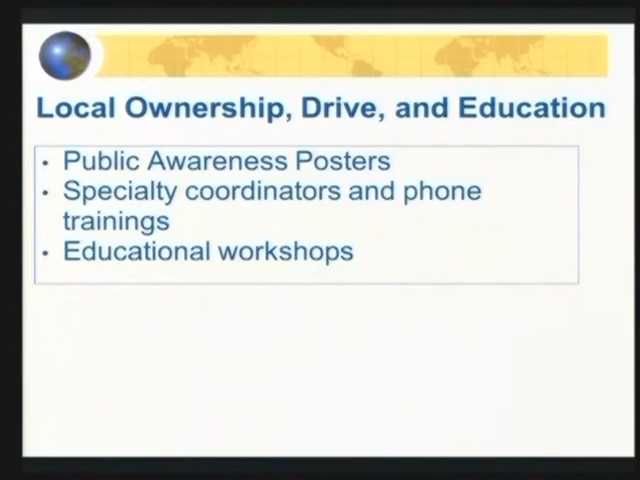 Local Ownership, Drive, and Education
• Public Awareness Posters
• Specialty coordinators and phone
trainings
• Educational workshops